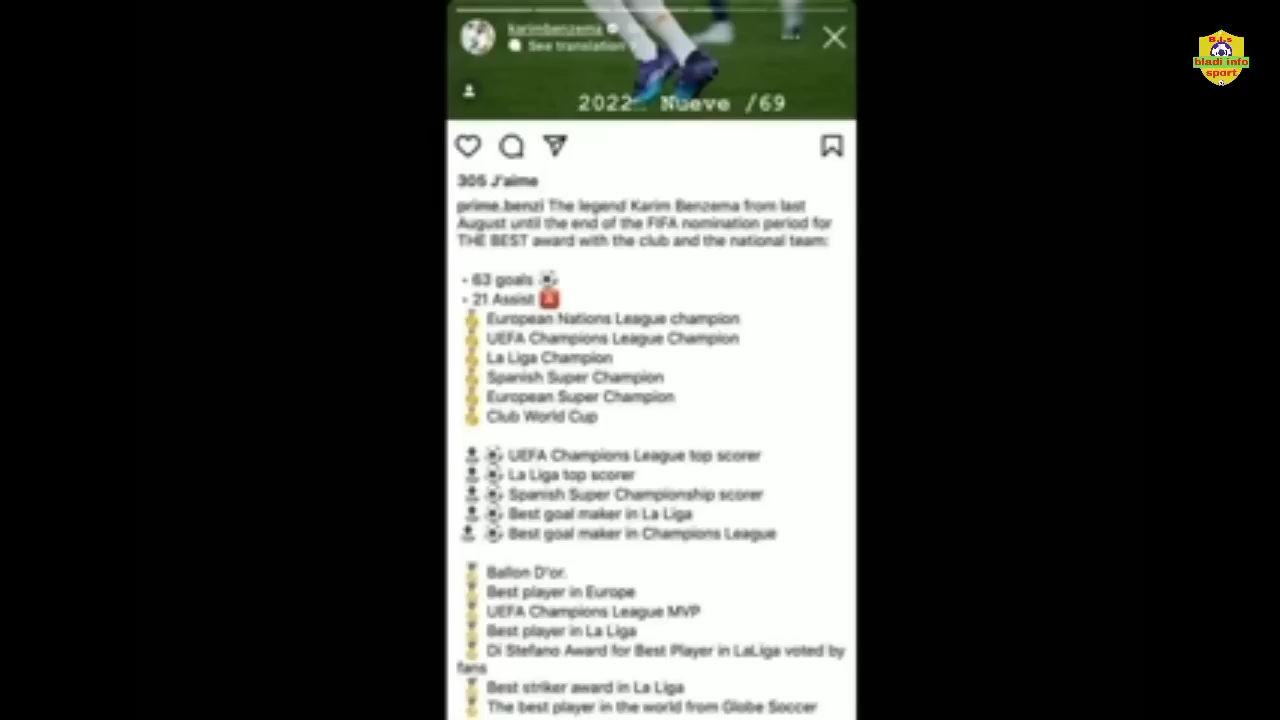 karimbenzema
See translation
B.I.S
bladi info
sport
2022 Nueve /69
305 J'aime
prime.benzi The legend Karim Benzema from last
August until the end of the FIFA nomination period for
THE BEST award with the club and the national team:
- 63 goals
- 21 Assist
European Nations League champion
UEFA Champions League Champion
La Liga Champion
Spanish Super Champion
European Super Champion
Club World Cup
UEFA Champions League top scorer
La Liga top scorer
Spanish Super Championship scorer
Best goal maker in La Liga
Best goal maker in Champions League
Ballon D'or.
Best player in Europe
UEFA Champions League MVP
Best player in La Liga
Di Stefano Award for Best Player in LaLiga voted by
fans
Best striker award in La Liga
The best player in the world from Globe Soccer